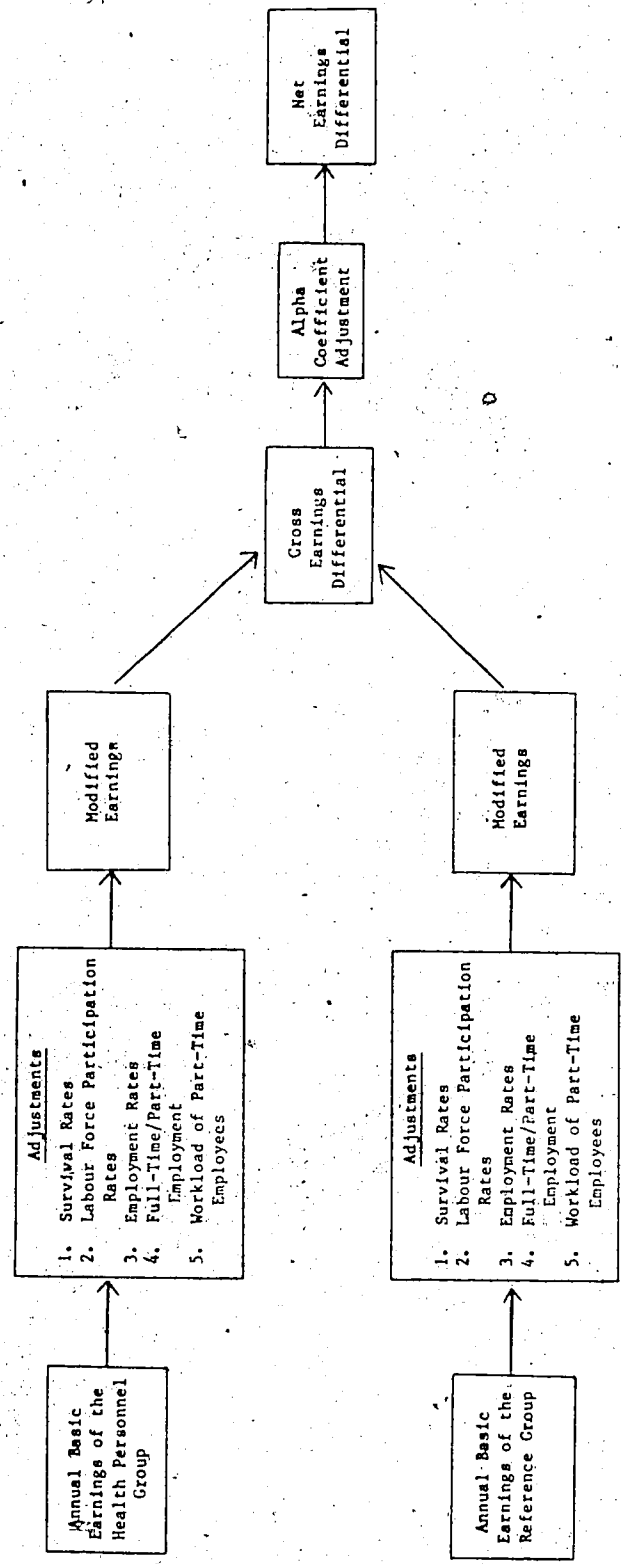 Annual Basic
Earnings of the
Health Personnel
Group
Adjustments
1. Survival Rates
2. Labour Force Participation
Rates
3. Employment Rates
4. Full-Time/Part-Time
Employment
5. Workload of Part-Time
Employees
Modified
Earnings
Annual Basic
Earnings of the
Reference Group
Adjustments
1. Survival Rates
2. Labour Force Participation
Rates
3. Employment Rates
4. Full-Time/Part-Time
Employment
5. Workload of Part-Time
Employees
Modified
Earnings
Gross
Earnings
Differential
Alpha
Coefficient
Adjustment
Net
Earnings
Differential